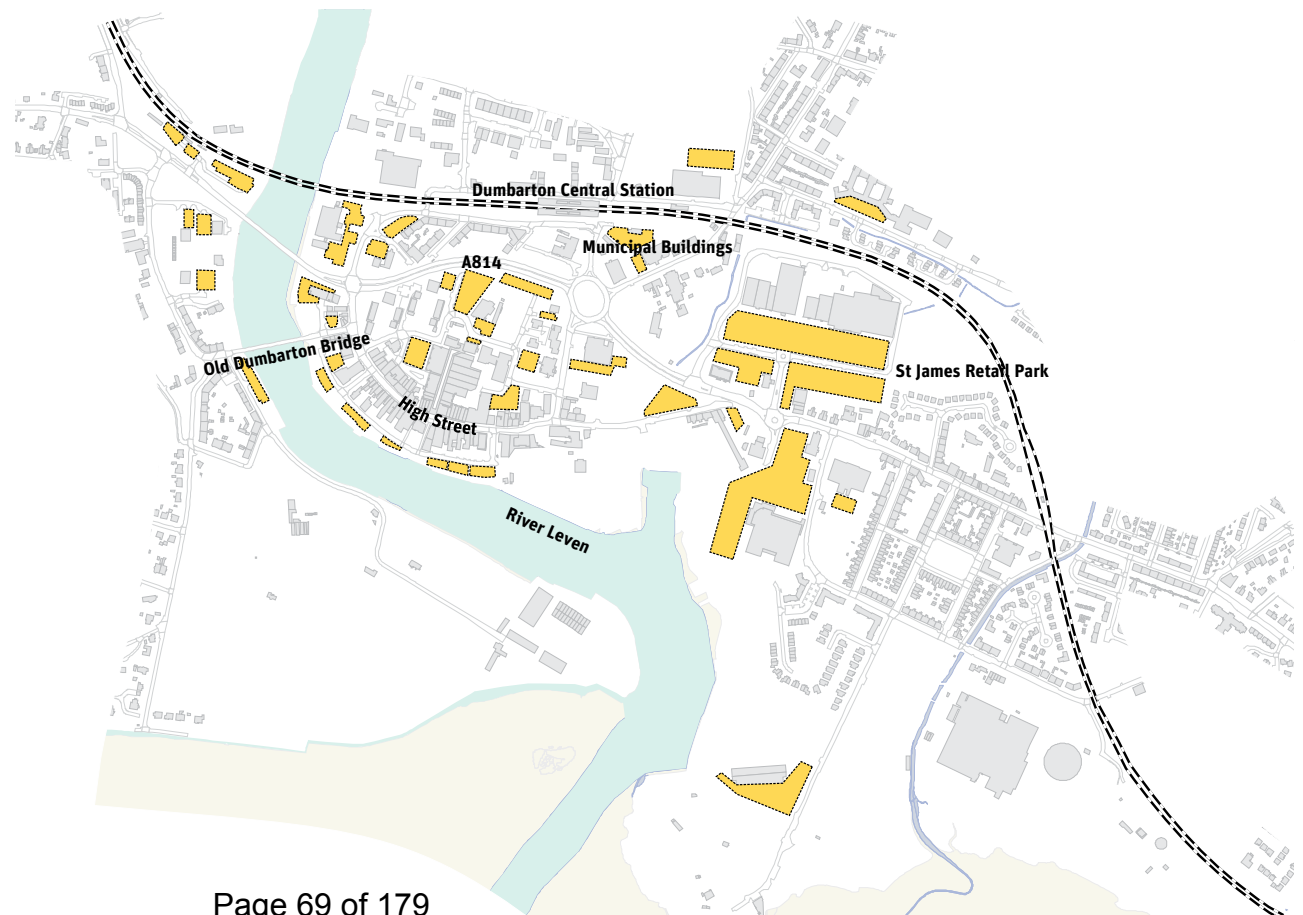 Dumbarton Central Station
Municipal Buildings
A814
Old Dumbarton Bridge
St James Retail Park
High Street
River Leven
Page 69 of 179